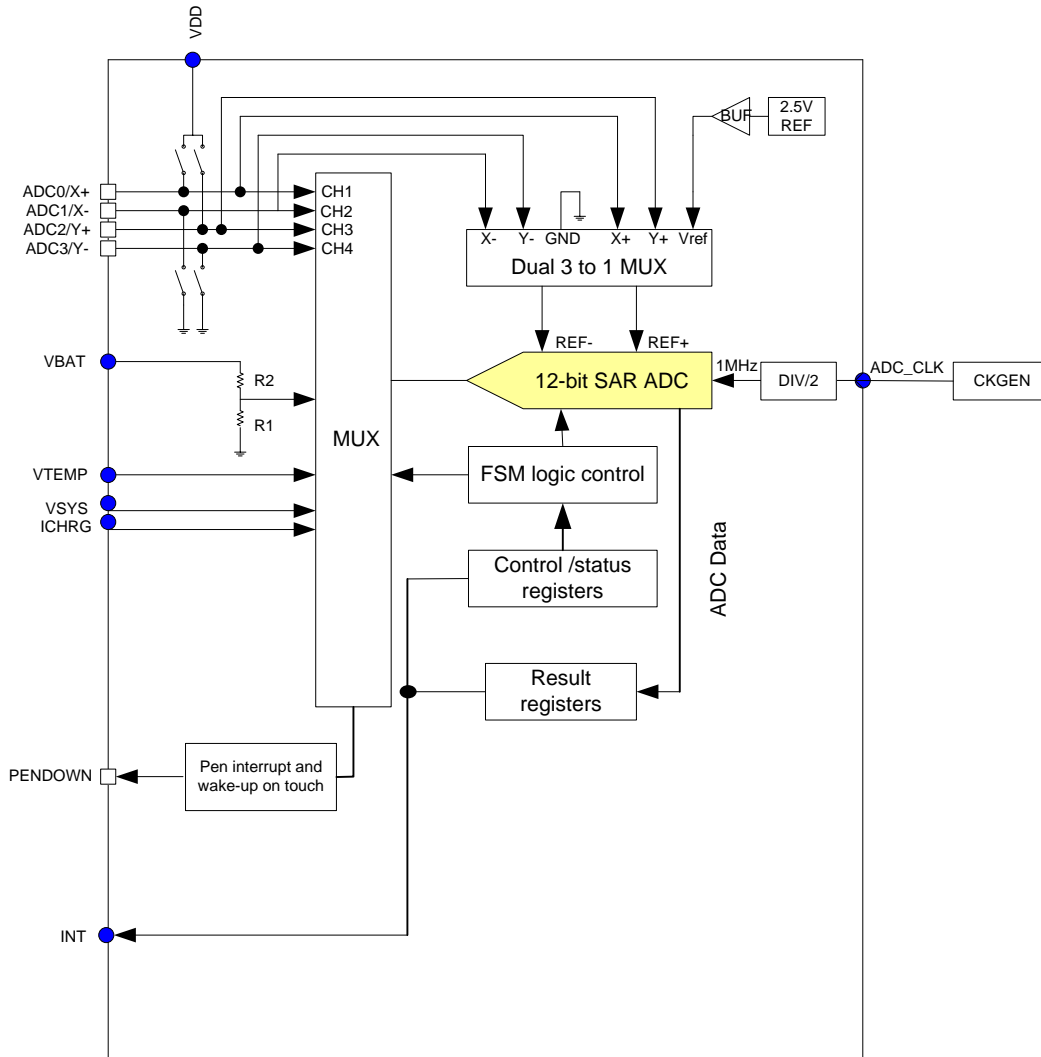 VDD
BUF
2.5V
REF
ADC0/X+
ADC1/X-
ADC2/Y+
ADC3/Y-
CH1
CH2
CH3
CH4
X-
Y-
GND
X+
Y+
Vref
Dual 3 to 1 MUX
REF-
REF+
VBAT
R2
R1
12-bit SAR ADC
1MHz
DIV/2
ADC_CLK
CKGEN
MUX
VTEMP
FSM logic control
VSYS
ICHRG
Control /status
registers
ADC Data
Result
registers
PENDOWN
Pen interrupt and
wake-up on touch
INT